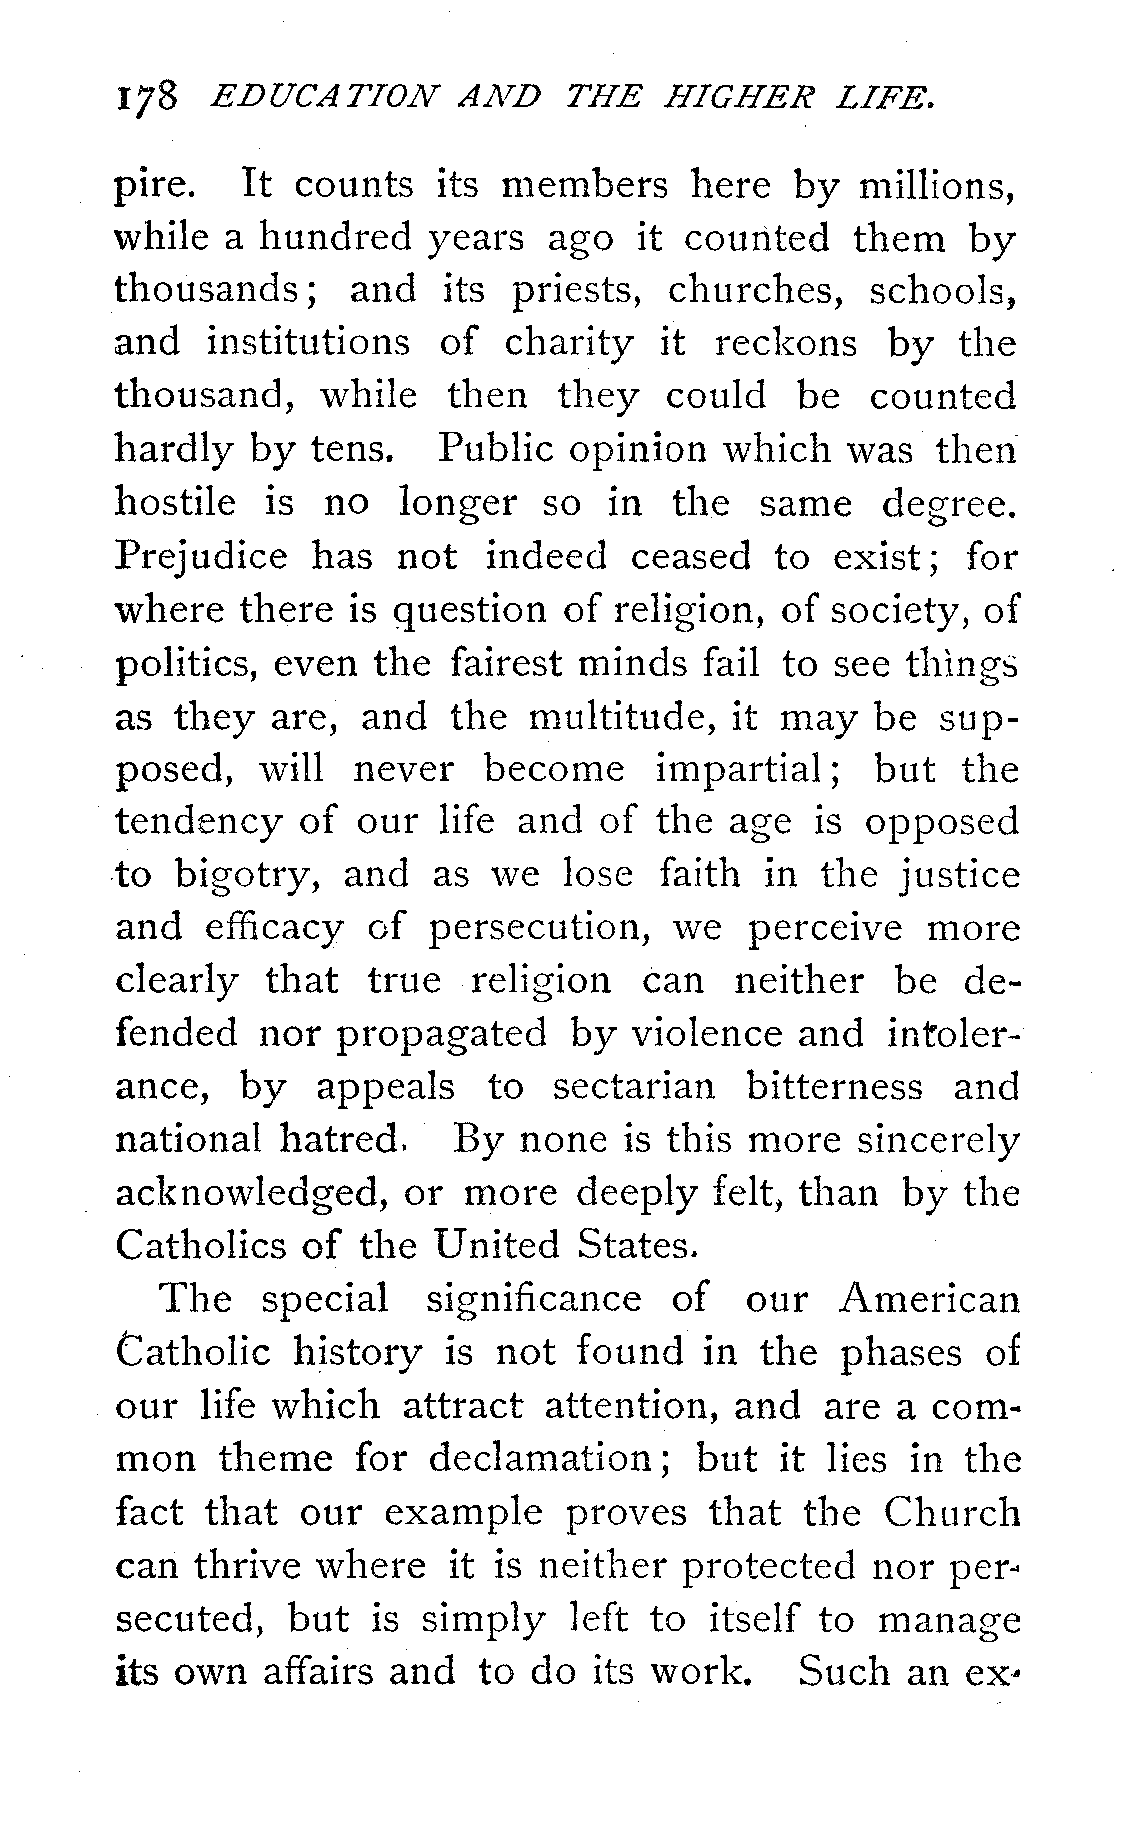 178 EDUCATION AND THE HIGHER LIFE.
pire. It counts its members here by millions,
while a hundred years ago it counted them by
thousands; and its priests, churches, schools,
and institutions of charity it reckons by the
thousand, while then they could be counted
hardly by tens. Public opinion which was then
hostile is no longer so in the same degree.
Prejudice has not indeed ceased to exist; for
where there is question of religion, of society, of
politics, even the fairest minds fail to see things
as they are, and the multitude, it may be sup-
posed, will never become impartial; but the
tendency of our life and of the age is opposed
to bigotry, and as we lose faith in the justice
and efficacy of persecution, we perceive more
clearly that true religion can neither be de-
fended nor propagated by violence and intoler-
ance, by appeals to sectarian bitterness and
national hatred. By none is this more sincerely
acknowledged, or more deeply felt, than by the
Catholics of the United States.
The special significance of our American
Catholic history is not found in the phases of
our life which attract attention, and are a com-
mon theme for declamation; but it lies in the
fact that our example proves that the Church
can thrive where it is neither protected nor per-
secuted, but is simply left to itself to manage
its own affairs and to do its work. Such an ex-